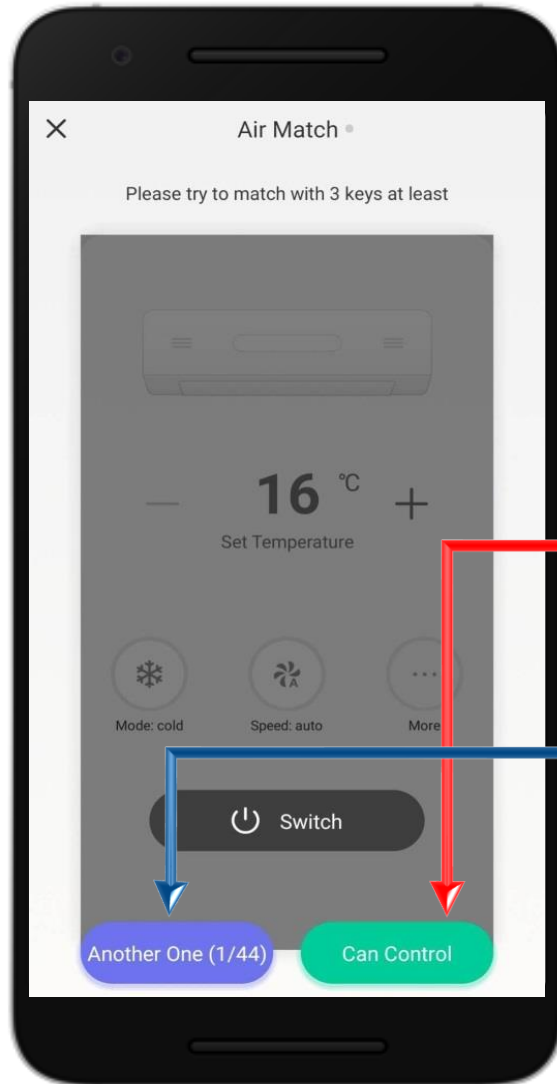 Air Match
Please try to match with 3 keys at least
16 °C
Set Temperature
A
Mode: cold
Speed: auto
More
Switch
Another One (1/44)
Can Control